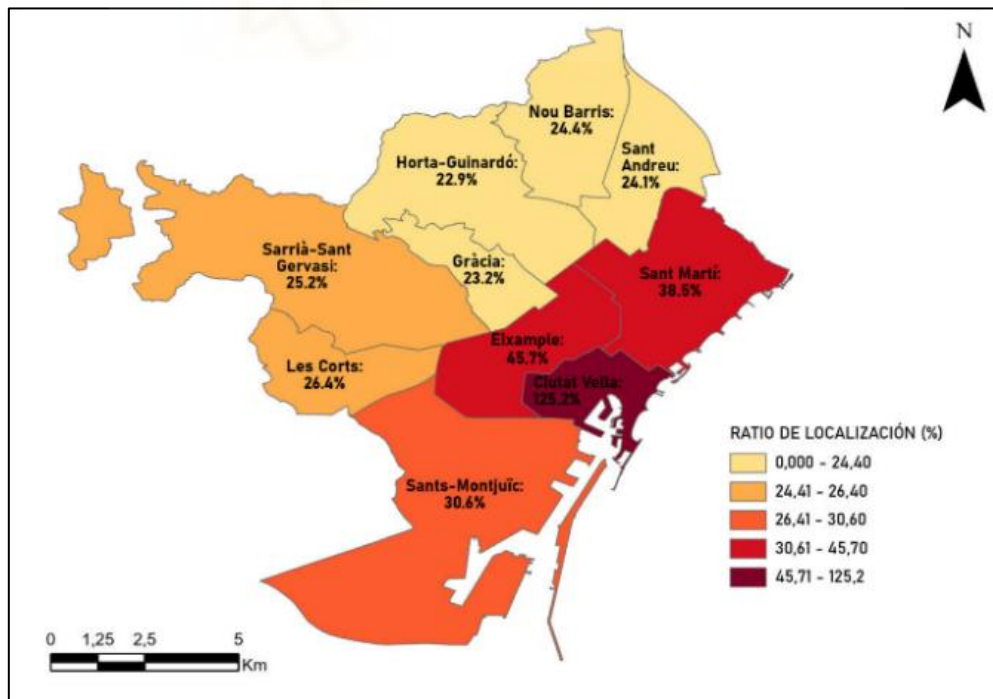 N
Nou Barris:
24.4%
Sant
Andreu:
24.1%
Horta-Guinardó:
22.9%
Sarrià-Sant
Gervasi:
25.2%
Gràcia:
23.2%
Sant Martí:
38.5%
Eixample:
45.7%
Les Corts:
26.4%
Ciutat Vella:
125.2%
Sants-Montjuïc:
30.6%
RATIO DE LOCALIZACIÓN (%)
0,000 - 24,40
24,41 - 26,40
26,41 - 30,60
30,61 - 45,70
45,71 - 125,2
0 1,25 2,5 5
Km